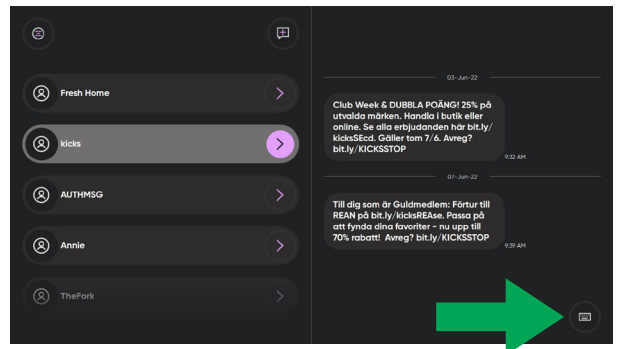 Fresh Home
kicks
AUTHMSG
Annie
TheFork
03-Jun-22
Club Week & DUBBLA POÄNG! 25% på
utvalda märken. Handla i butik eller
online. Se alla erbjudanden här bit.ly/
kicksSEcd. Gäller tom 7/6. Avreg?
bit.ly/KICKSSTOP
9:32 AM
07-Jun-22
Till dig som är Guldmedlem: Förtur till
REAN på bit.ly/kicksREAse. Passa på
att fynda dina favoriter - nu upp till
70% rabatt! Avreg? bit.ly/KICKSSTOP
9:39 AM